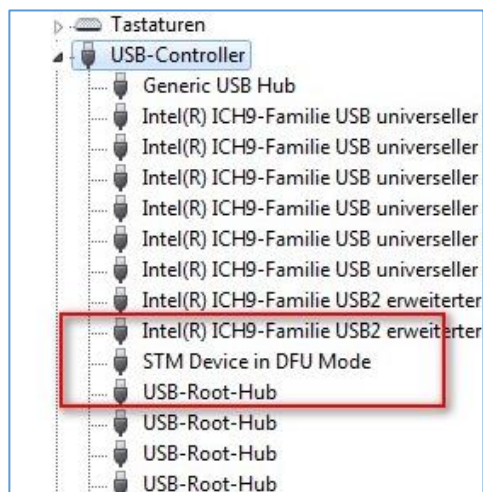 Tastaturen
USB-Controller
Generic USB Hub
Intel(R) ICH9-Familie USB universeller
Intel(R) ICH9-Familie USB universeller
Intel(R) ICH9-Familie USB universeller
Intel(R) ICH9-Familie USB universeller
Intel(R) ICH9-Familie USB universeller
Intel(R) ICH9-Familie USB universeller
Intel(R) ICH9-Familie USB2 erweiterter
Intel(R) ICH9-Familie USB2 erweiterter
STM Device in DFU Mode
USB-Root-Hub
USB-Root-Hub
USB-Root-Hub
USB-Root-Hub